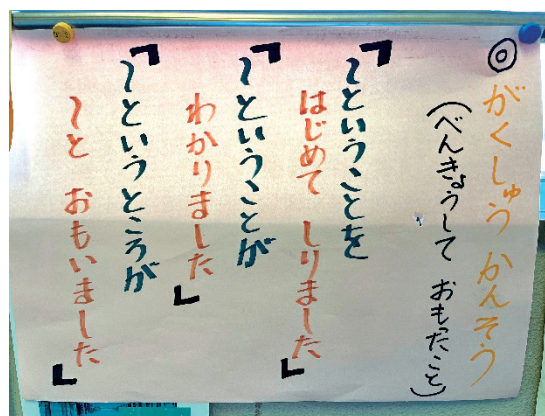 ◎がくしゅう かんそう
(べんきょうして おもったこと)
「〜ということを
はじめて しりました」
「〜ということが
わかりました」
「〜というところが
〜と おもいました」